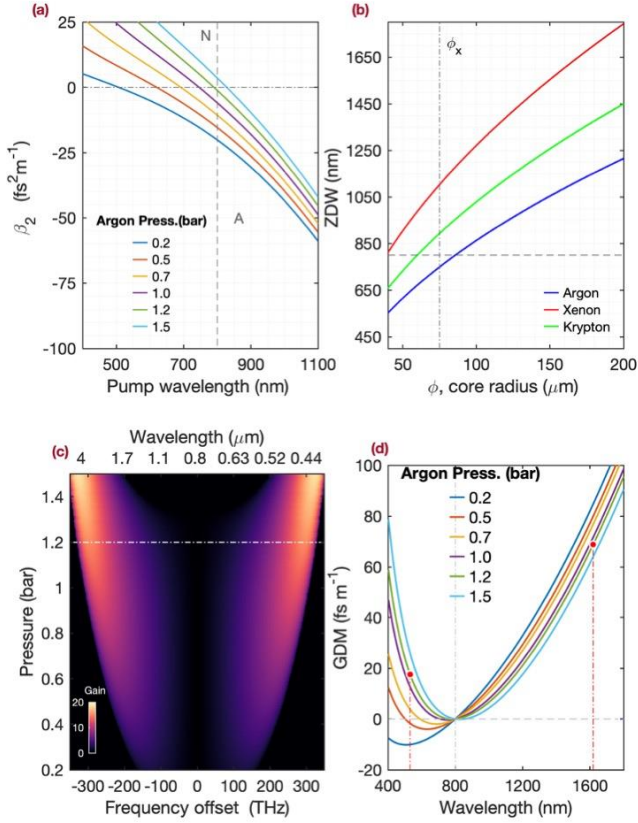 (a)
25
0
-25
-50
-75
-100
β2 (fs2m-1)
N
A
Argon Press.(bar)
0.2
0.5
0.7
1.0
1.2
1.5
500 700 900 1100
Pump wavelength (nm)
(b)
1650
1450
1250
1050
850
650
450
ZDW (nm)
ϕx
Argon
Xenon
Krypton
50 100 150 200
ϕ, core radius (μm)
(c)
Wavelength (μm)
4 1.7 1.1 0.8 0.63 0.52 0.44
1.4
1.2
1
0.8
0.6
0.4
0.2
Pressure (bar)
1.2
Gain
20
10
0
-300 -200 -100 0 100 200 300
Frequency offset (THz)
(d)
100
80
60
40
20
0
-20
GDM (fs m-1)
Argon Press. (bar)
0.2
0.5
0.7
1.0
1.2
1.5
400 800 1200 1600
Wavelength (nm)